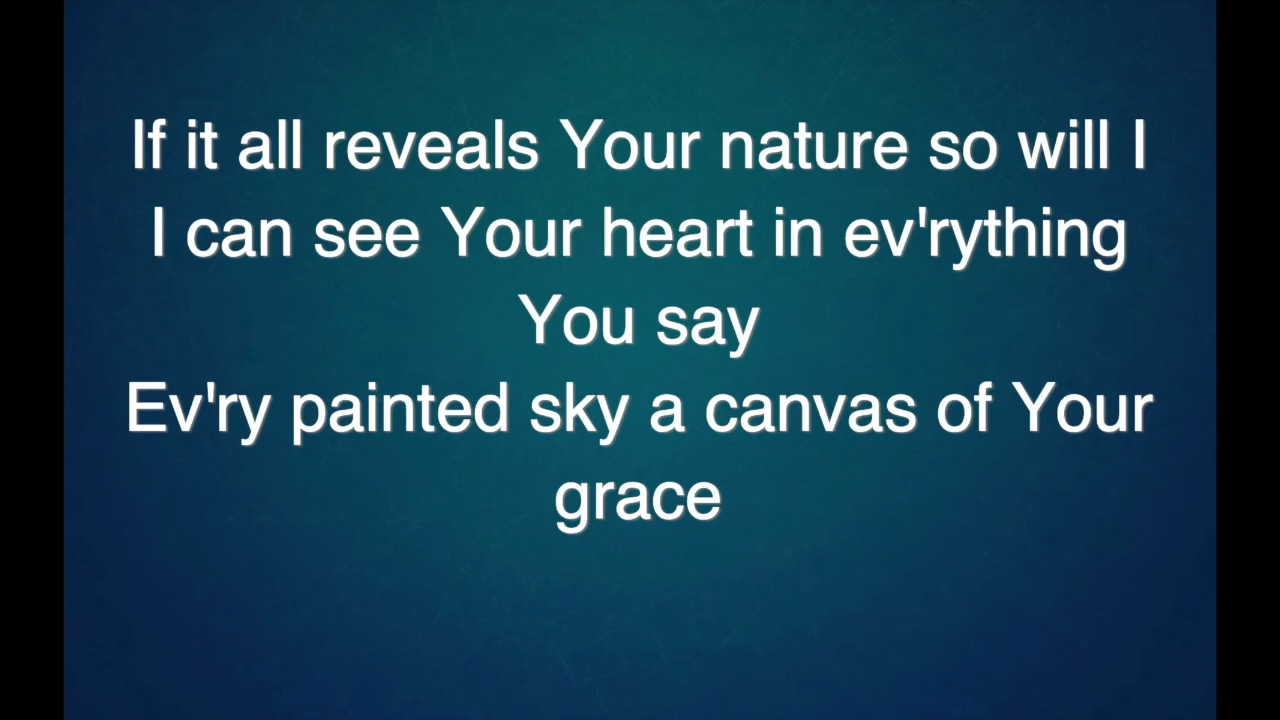 If it all reveals Your nature so will I
I can see Your heart in ev'rything
You say
Ev'ry painted sky a canvas of Your
grace